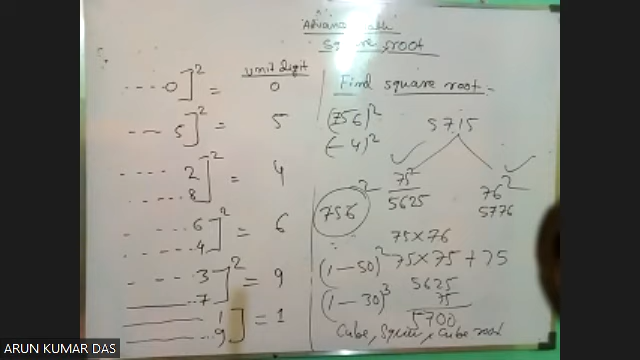 Advance Math
Square root
unit digit
---- 0]² = 0
--- 5]² = 5
---- 2
---- 8]² = 4
---- 6
---- 4]² = 6
---- 3
7]² = 9
1
9] = 1
Find square root -
(756)²
(-4)²
5715
75²
5625
76²
5776
756²
75×76
75×75+75
5625
75
5700
(1-50)²
(1-30)³
Cube, Square, Cube root
ARUN KUMAR DAS